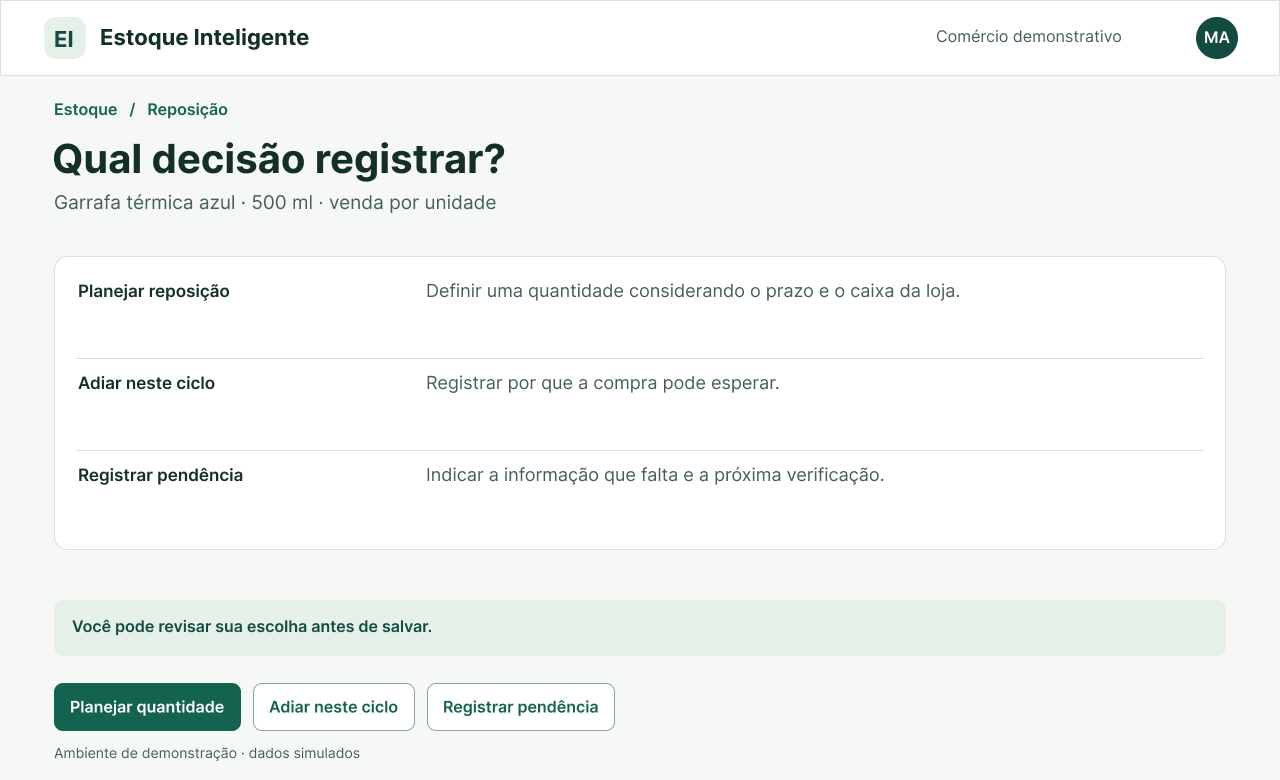 EI Estoque Inteligente Comércio demonstrativo MA
Estoque / Reposição
Qual decisão registrar?
Garrafa térmica azul · 500 ml · venda por unidade
Planejar reposição Definir uma quantidade considerando o prazo e o caixa da loja.
Adiar neste ciclo Registrar por que a compra pode esperar.
Registrar pendência Indicar a informação que falta e a próxima verificação.
Você pode revisar sua escolha antes de salvar.
Planejar quantidade Adiar neste ciclo Registrar pendência
Ambiente de demonstração · dados simulados